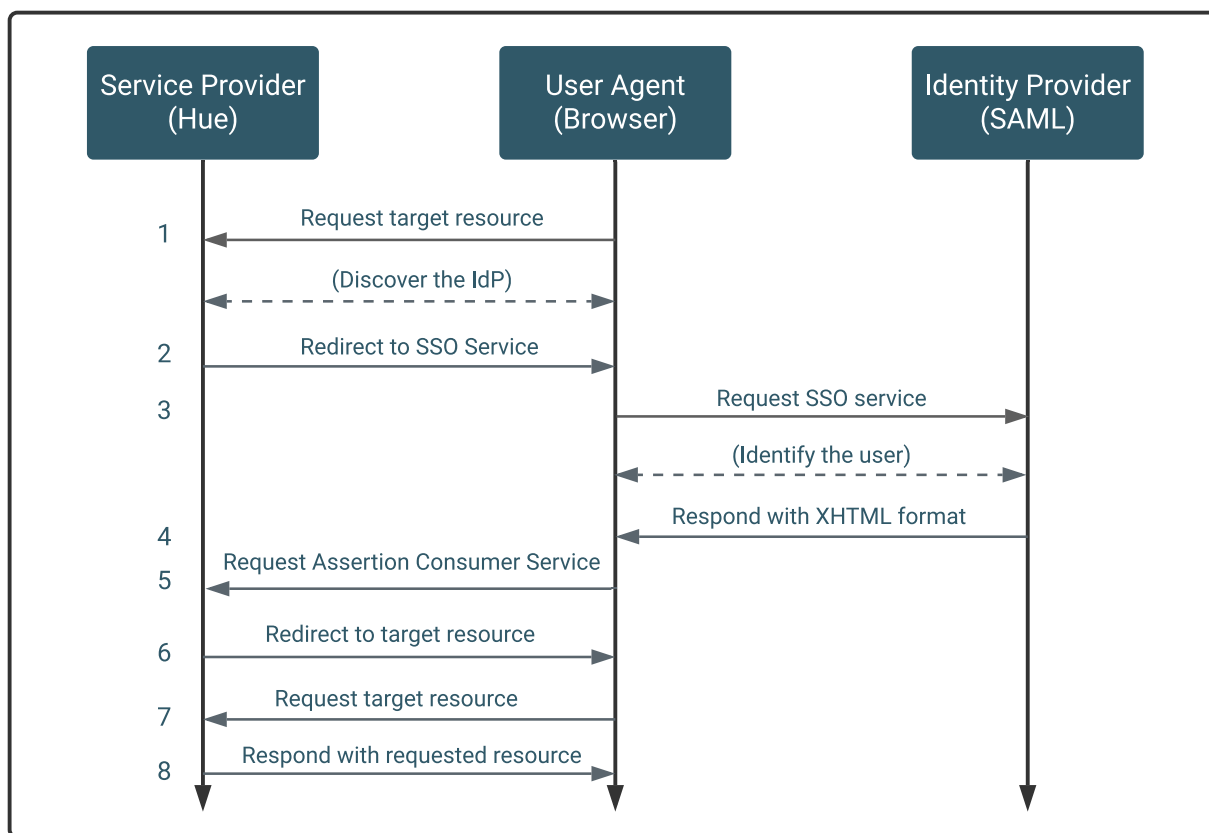 Service Provider
(Hue)
User Agent
(Browser)
Identity Provider
(SAML)
1
Request target resource
(Discover the IdP)
2
Redirect to SSO Service
3
Request SSO service
(Identify the user)
4
Respond with XHTML format
5
Request Assertion Consumer Service
6
Redirect to target resource
7
Request target resource
8
Respond with requested resource